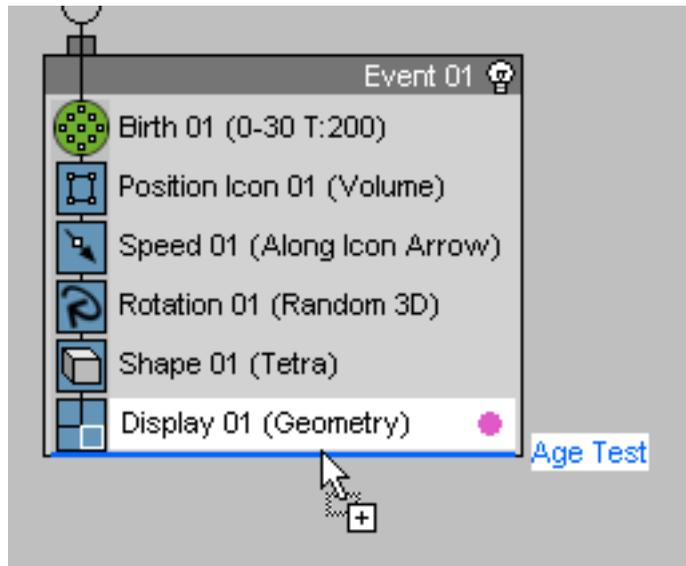 Event 01
Birth 01 (0-30 T:200)
Position Icon 01 (Volume)
Speed 01 (Along Icon Arrow)
Rotation 01 (Random 3D)
Shape 01 (Tetra)
Display 01 (Geometry)
Age Test